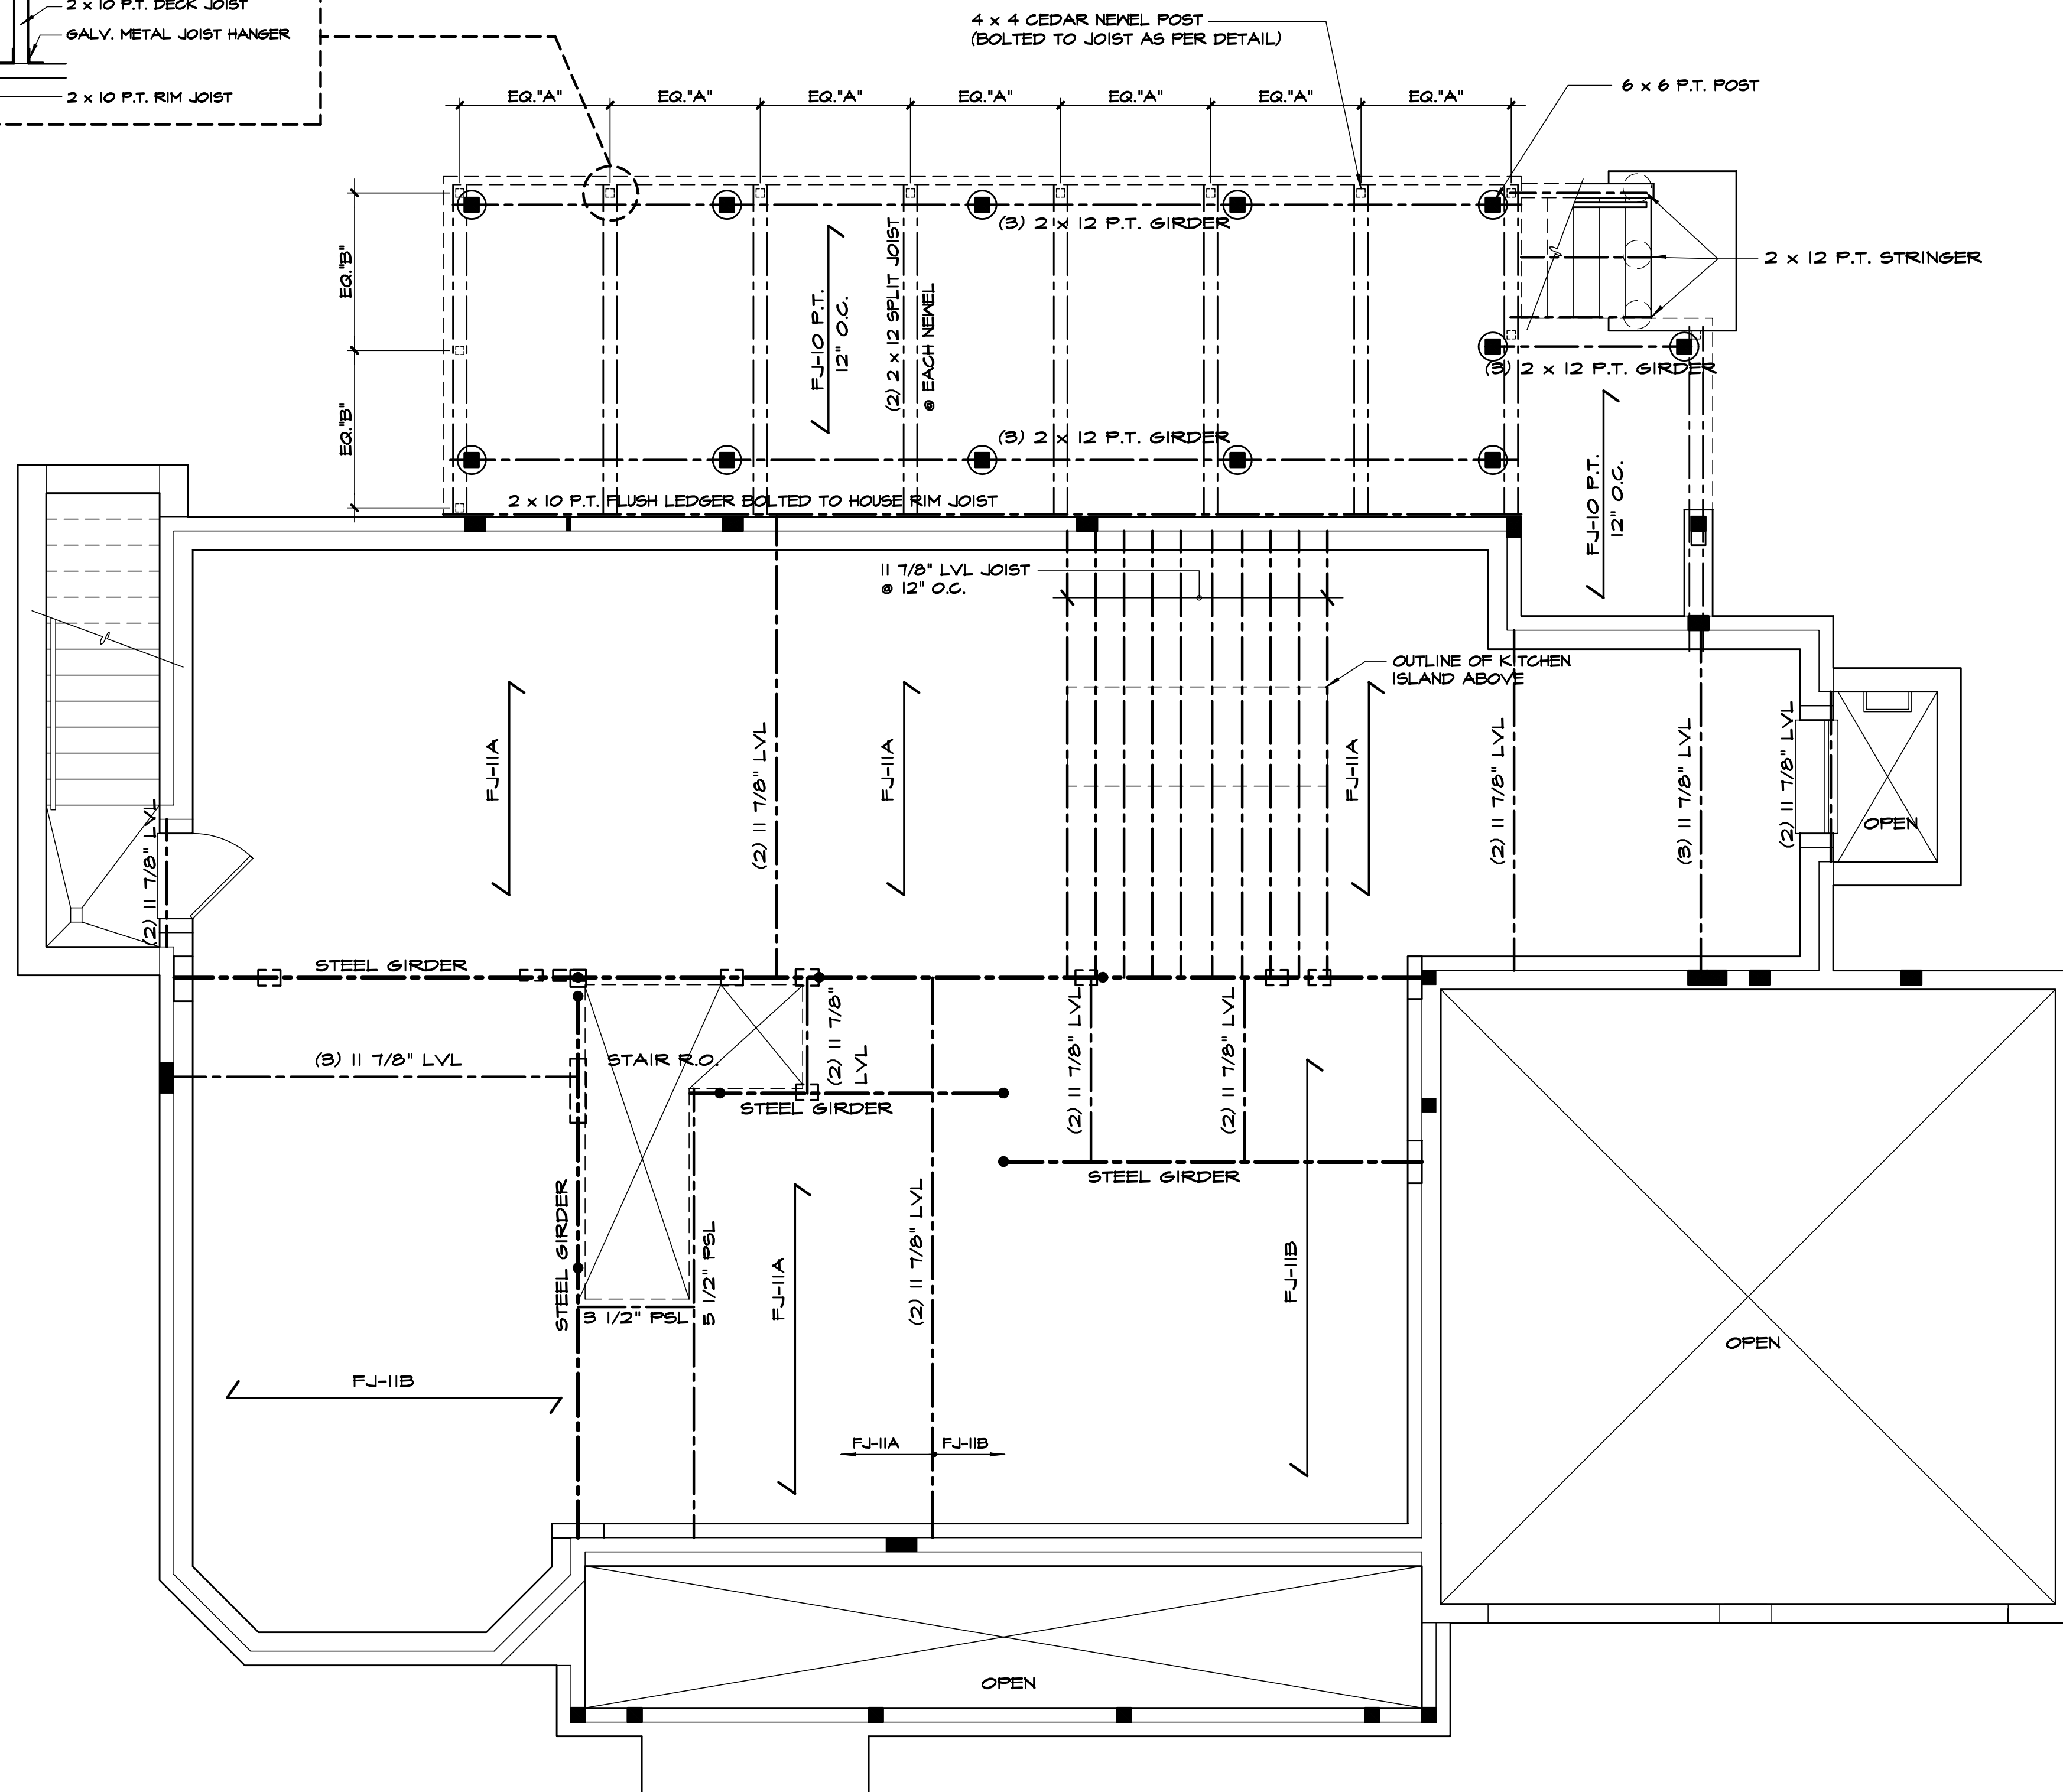 2 x 10 P.T. DECK JOIST
GALV. METAL JOIST HANGER
2 x 10 P.T. RIM JOIST
4 x 4 CEDAR NEWEL POST
(BOLTED TO JOIST AS PER DETAIL)
6 x 6 P.T. POST
EQ."A"
EQ."A"
EQ."A"
EQ."A"
EQ."A"
EQ."A"
EQ."A"
EQ."B"
EQ."B"
(3) 2 x 12 P.T. GIRDER
2 x 12 P.T. STRINGER
FJ-10 P.T.
12" O.C.
(2) 2 x 12 SPLIT JOIST
@ EACH NEWEL
(3) 2 x 12 P.T. GIRDER
(3) 2 x 12 P.T. GIRDER
FJ-10 P.T.
12" O.C.
2 x 10 P.T. FLUSH LEDGER BOLTED TO HOUSE RIM JOIST
11 7/8" LVL JOIST
@ 12" O.C.
OUTLINE OF KITCHEN
ISLAND ABOVE
FJ-11A
(2) 11 7/8" LVL
FJ-11A
FJ-11A
(2) 11 7/8" LVL
(3) 11 7/8" LVL
(2) 11 7/8" LVL
OPEN
(2) 11 7/8" LVL
STEEL GIRDER
(3) 11 7/8" LVL
STAIR R.O.
(2) 11 7/8"
LVL
STEEL GIRDER
(2) 11 7/8" LVL
(2) 11 7/8" LVL
STEEL GIRDER
STEEL GIRDER
3 1/2" PSL
5 1/2" PSL
FJ-11A
(2) 11 7/8" LVL
FJ-11B
OPEN
FJ-11B
FJ-11A
FJ-11B
OPEN